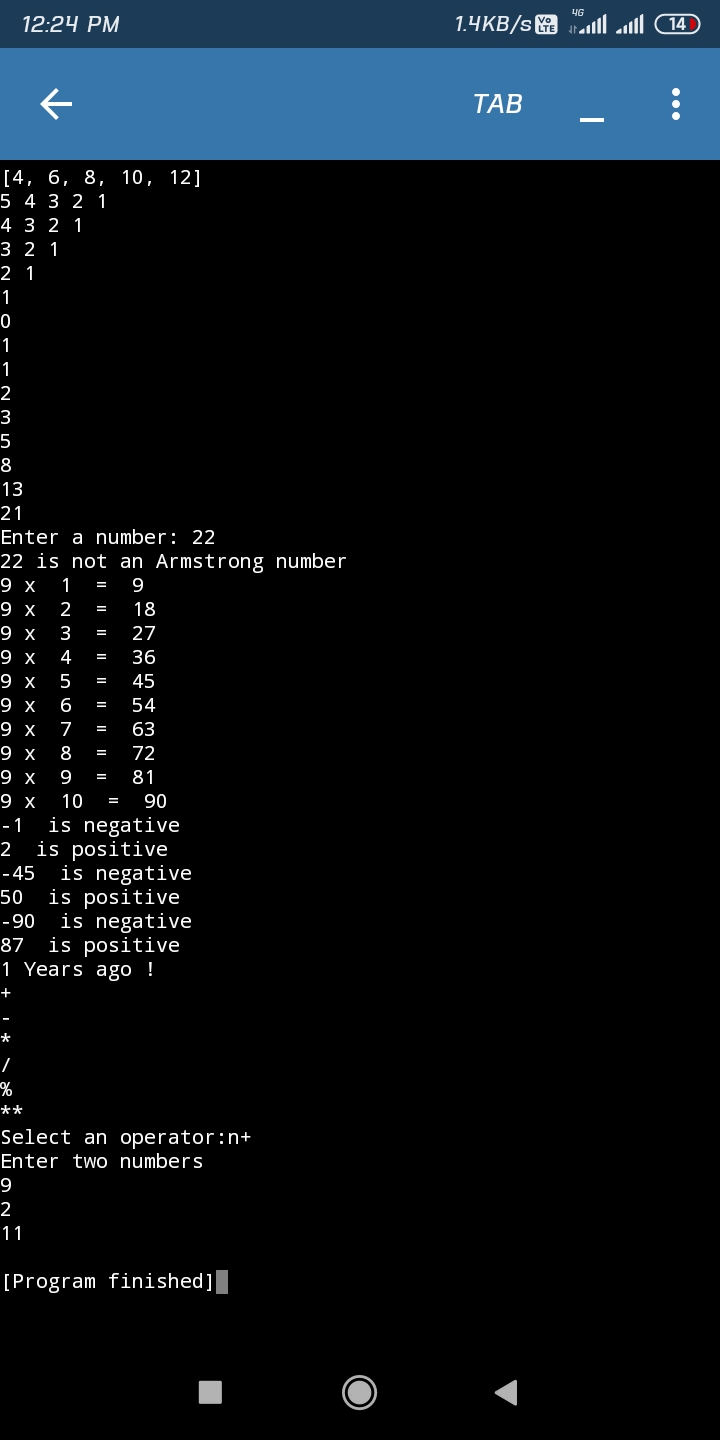 12:24 PM 1.4KB/s Vo LTE 4G 14
TAB
[4, 6, 8, 10, 12]
5 4 3 2 1
4 3 2 1
3 2 1
2 1
1
0
1
1
2
3
5
8
13
21
Enter a number: 22
22 is not an Armstrong number
9 x  1  =  9
9 x  2  =  18
9 x  3  =  27
9 x  4  =  36
9 x  5  =  45
9 x  6  =  54
9 x  7  =  63
9 x  8  =  72
9 x  9  =  81
9 x  10  =  90
-1  is negative
2  is positive
-45  is negative
50  is positive
-90  is negative
87  is positive
1 Years ago !
+
-
*
/
%
**
Select an operator:n+
Enter two numbers
9
2
11
[Program finished]